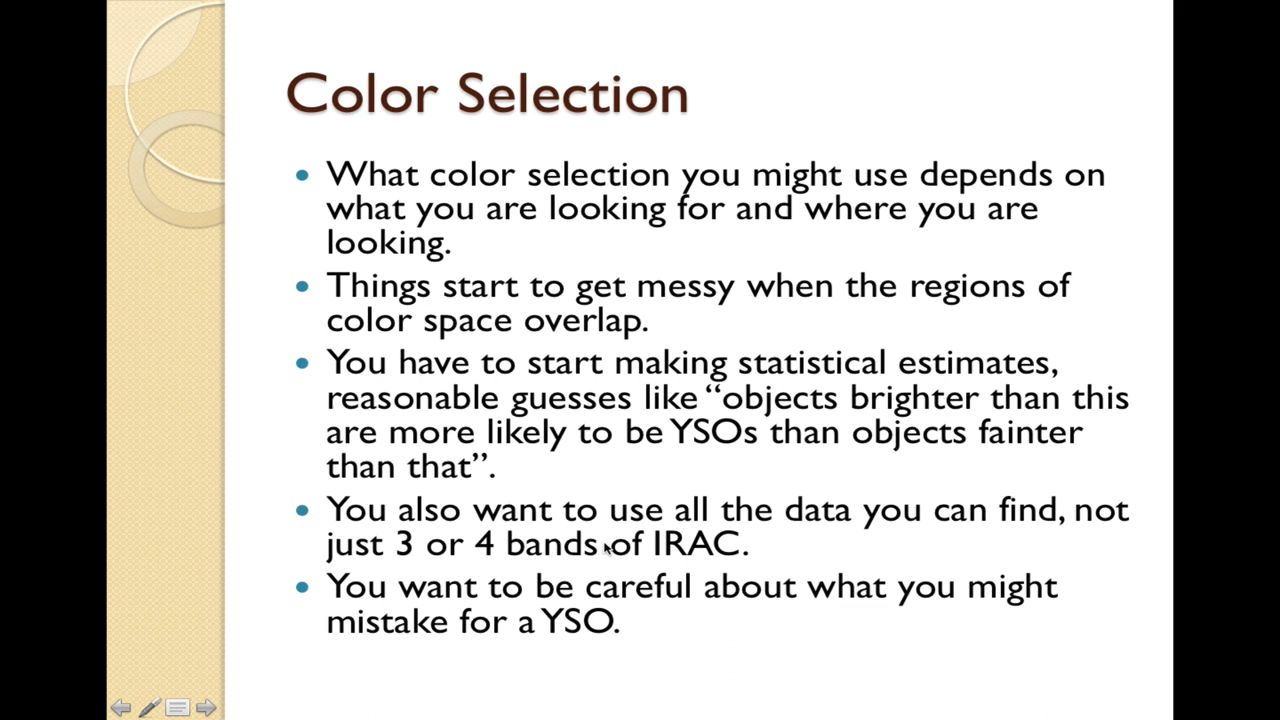 Color Selection
• What color selection you might use depends on
what you are looking for and where you are
looking.
• Things start to get messy when the regions of
color space overlap.
• You have to start making statistical estimates,
reasonable guesses like “objects brighter than this
are more likely to be YSOs than objects fainter
than that”.
• You also want to use all the data you can find, not
just 3 or 4 bands of IRAC.
• You want to be careful about what you might
mistake for a YSO.